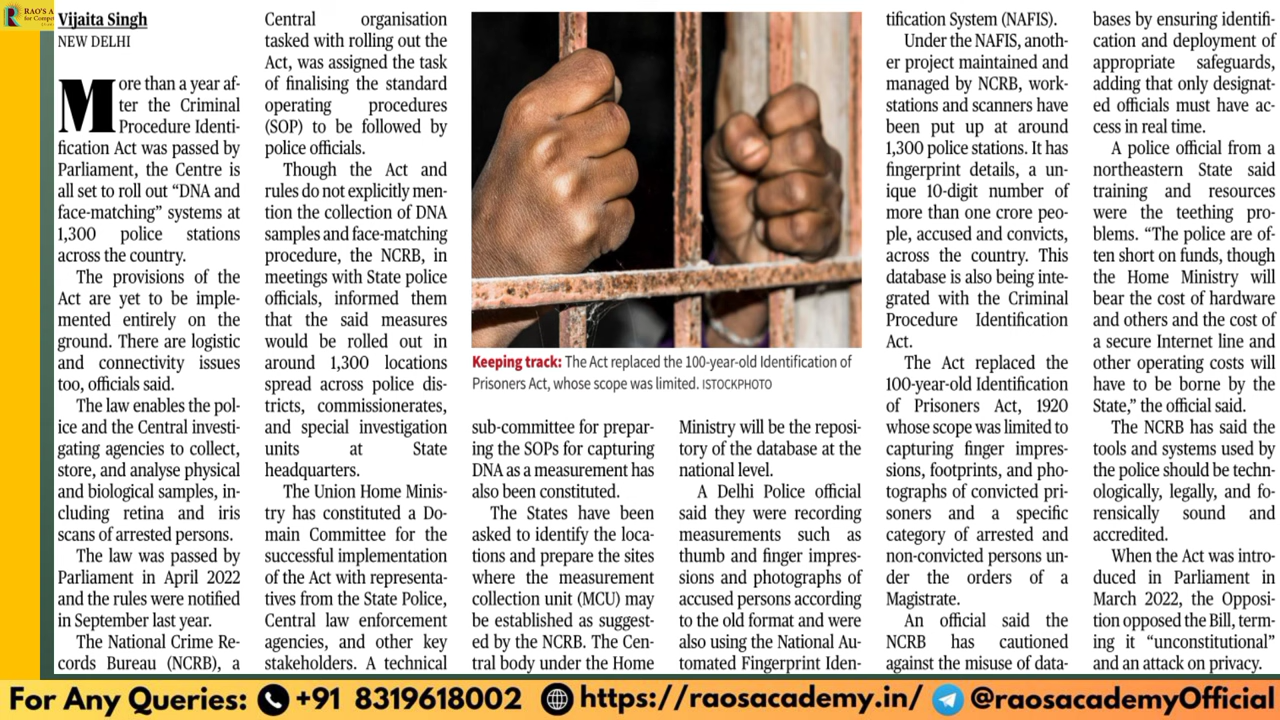 RAO'S A
for Compe
Vijaita Singh
NEW DELHI
More than a year af-
ter the Criminal
Procedure Identi-
fication Act was passed by
Parliament, the Centre is
all set to roll out “DNA and
face-matching” systems at
1,300 police stations
across the country.
The provisions of the
Act are yet to be imple-
mented entirely on the
ground. There are logistic
and connectivity issues
too, officials said.
The law enables the pol-
ice and the Central investi-
gating agencies to collect,
store, and analyse physical
and biological samples, in-
cluding retina and iris
scans of arrested persons.
The law was passed by
Parliament in April 2022
and the rules were notified
in September last year.
The National Crime Re-
cords Bureau (NCRB), a
Central organisation
tasked with rolling out the
Act, was assigned the task
of finalising the standard
operating procedures
(SOP) to be followed by
police officials.
Though the Act and
rules do not explicitly men-
tion the collection of DNA
samples and face-matching
procedure, the NCRB, in
meetings with State police
officials, informed them
that the said measures
would be rolled out in
around 1,300 locations
spread across police dis-
tricts, commissionerates,
and special investigation
units at State
headquarters.
The Union Home Minis-
try has constituted a Do-
main Committee for the
successful implementation
of the Act with representa-
tives from the State Police,
Central law enforcement
agencies, and other key
stakeholders. A technical
Keeping track: The Act replaced the 100-year-old Identification of
Prisoners Act, whose scope was limited. ISTOCKPHOTO
sub-committee for prepar-
ing the SOPs for capturing
DNA as a measurement has
also been constituted.
The States have been
asked to identify the loca-
tions and prepare the sites
where the measurement
collection unit (MCU) may
be established as suggest-
ed by the NCRB. The Cen-
tral body under the Home
Ministry will be the reposi-
tory of the database at the
national level.
A Delhi Police official
said they were recording
measurements such as
thumb and finger impres-
sions and photographs of
accused persons according
to the old format and were
also using the National Au-
tomated Fingerprint Iden-
tification System (NAFIS).
Under the NAFIS, anoth-
er project maintained and
managed by NCRB, work-
stations and scanners have
been put up at around
1,300 police stations. It has
fingerprint details, a un-
ique 10-digit number of
more than one crore peo-
ple, accused and convicts,
across the country. This
database is also being inte-
grated with the Criminal
Procedure Identification
Act.
The Act replaced the
100-year-old Identification
of Prisoners Act, 1920
whose scope was limited to
capturing finger impres-
sions, footprints, and pho-
tographs of convicted pri-
soners and a specific
category of arrested and
non-convicted persons un-
der the orders of a
Magistrate.
An official said the
NCRB has cautioned
against the misuse of data-
bases by ensuring identifi-
cation and deployment of
appropriate safeguards,
adding that only designat-
ed officials must have ac-
cess in real time.
A police official from a
northeastern State said
training and resources
were the teething pro-
blems. “The police are of-
ten short on funds, though
the Home Ministry will
bear the cost of hardware
and others and the cost of
a secure Internet line and
other operating costs will
have to be borne by the
State,” the official said.
The NCRB has said the
tools and systems used by
the police should be techn-
ologically, legally, and fo-
rensically sound and
accredited.
When the Act was intro-
duced in Parliament in
March 2022, the Opposi-
tion opposed the Bill, term-
ing it “unconstitutional”
and an attack on privacy.
For Any Queries: +91 8319618002 https://raosacademy.in/ @raosacademyOfficial